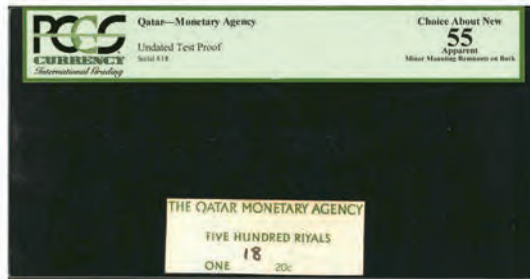 PCGS
CURRENCY
International Grading
Qatar—Monetary Agency
Undated Test Proof
Serial #18
Choice About New
55
Apparent
Minor Mounting Remnants on Back
THE QATAR MONETARY AGENCY
FIVE HUNDRED RIYALS
18
ONE 20c